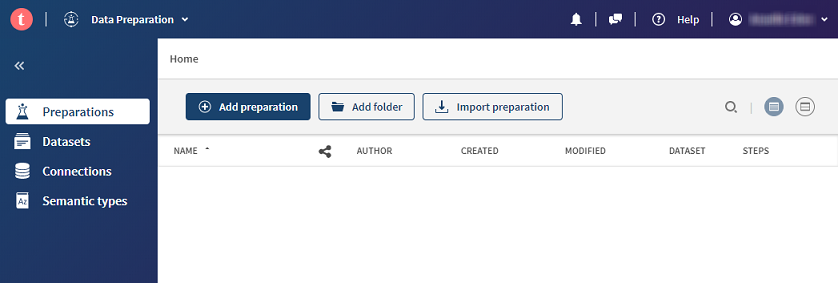 t Data Preparation Help
Home
Preparations
Datasets
Connections
Semantic types
Add preparation Add folder Import preparation
NAME AUTHOR CREATED MODIFIED DATASET STEPS